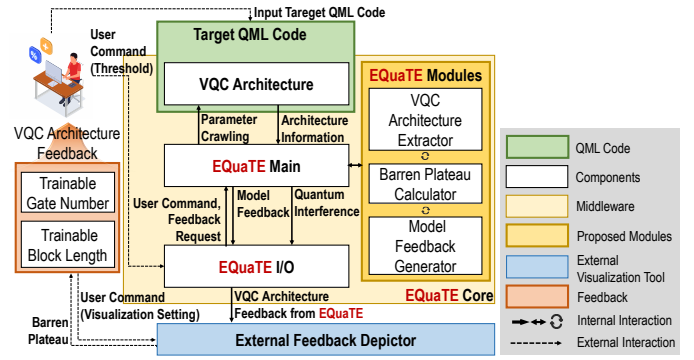 Input Tareget QML Code
User
Command
(Threshold)
Target QML Code
VQC Architecture
EQuaTE Modules
VQC
Architecture
Extractor
Barren Plateau
Calculator
Model
Feedback
Generator
Parameter
Crawling
Architecture
Information
VQC Architecture
Feedback
Trainable
Gate Number
Trainable
Block Length
EQuaTE Main
User Command,
Feedback
Request
Model
Feedback
Quantum
Interference
EQuaTE I/O
EQuaTE Core
User Command
(Visualization Setting)
Barren
Plateau
VQC Architecture
Feedback from EQuaTE
External Feedback Depictor
QML Code
Components
Middleware
Proposed Modules
External
Visualization Tool
Feedback
Internal Interaction
External Interaction